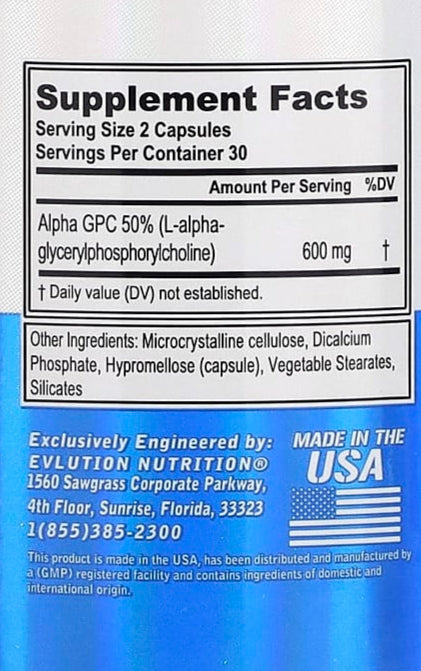 Supplement Facts
Serving Size 2 Capsules
Servings Per Container 30
Amount Per Serving %DV
Alpha GPC 50% (L-alpha-
glycerylphosphorylcholine) 600 mg †
† Daily value (DV) not established.
Other Ingredients: Microcrystalline cellulose, Dicalcium
Phosphate, Hypromellose (capsule), Vegetable Stearates,
Silicates
Exclusively Engineered by:
EVLUTION NUTRITION®
1560 Sawgrass Corporate Parkway,
4th Floor, Sunrise, Florida, 33323
1(855)385-2300
MADE IN THE
USA
This product is made in the USA, has been distributed and manufactured by
a (GMP) registered facility and contains ingredients of domestic and
international origin.